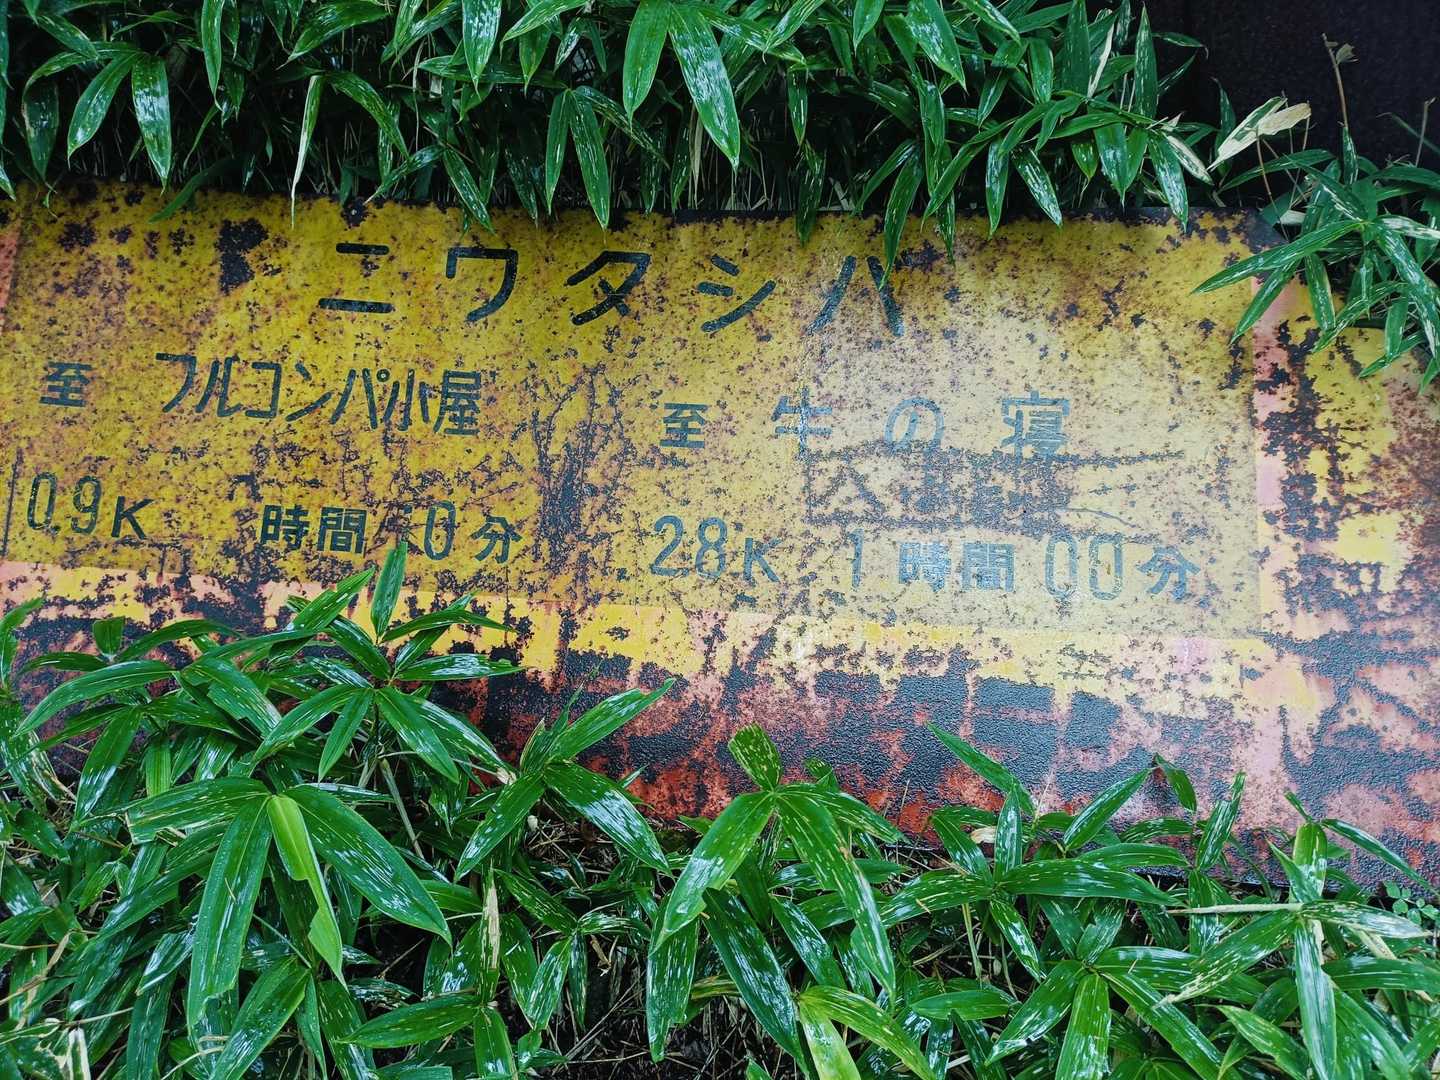 ニワタシバ
至 フルコンパ小屋 至 牛の寝
0.9K 時間 10分 2.8K 1時間00分